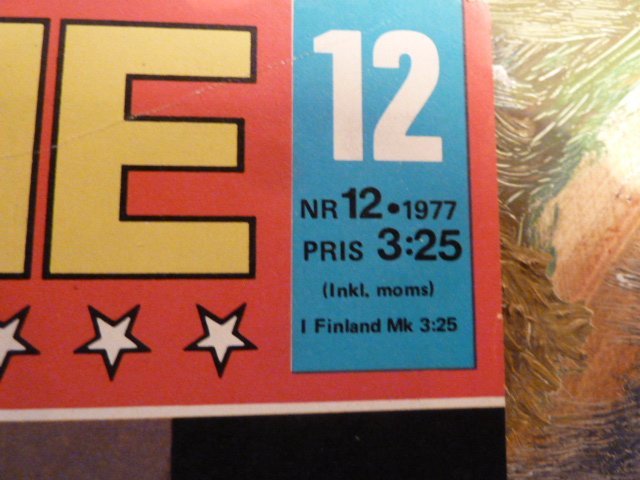 E
12
NR 12•1977
PRIS 3:25
(Inkl. moms)
I Finland Mk 3:25